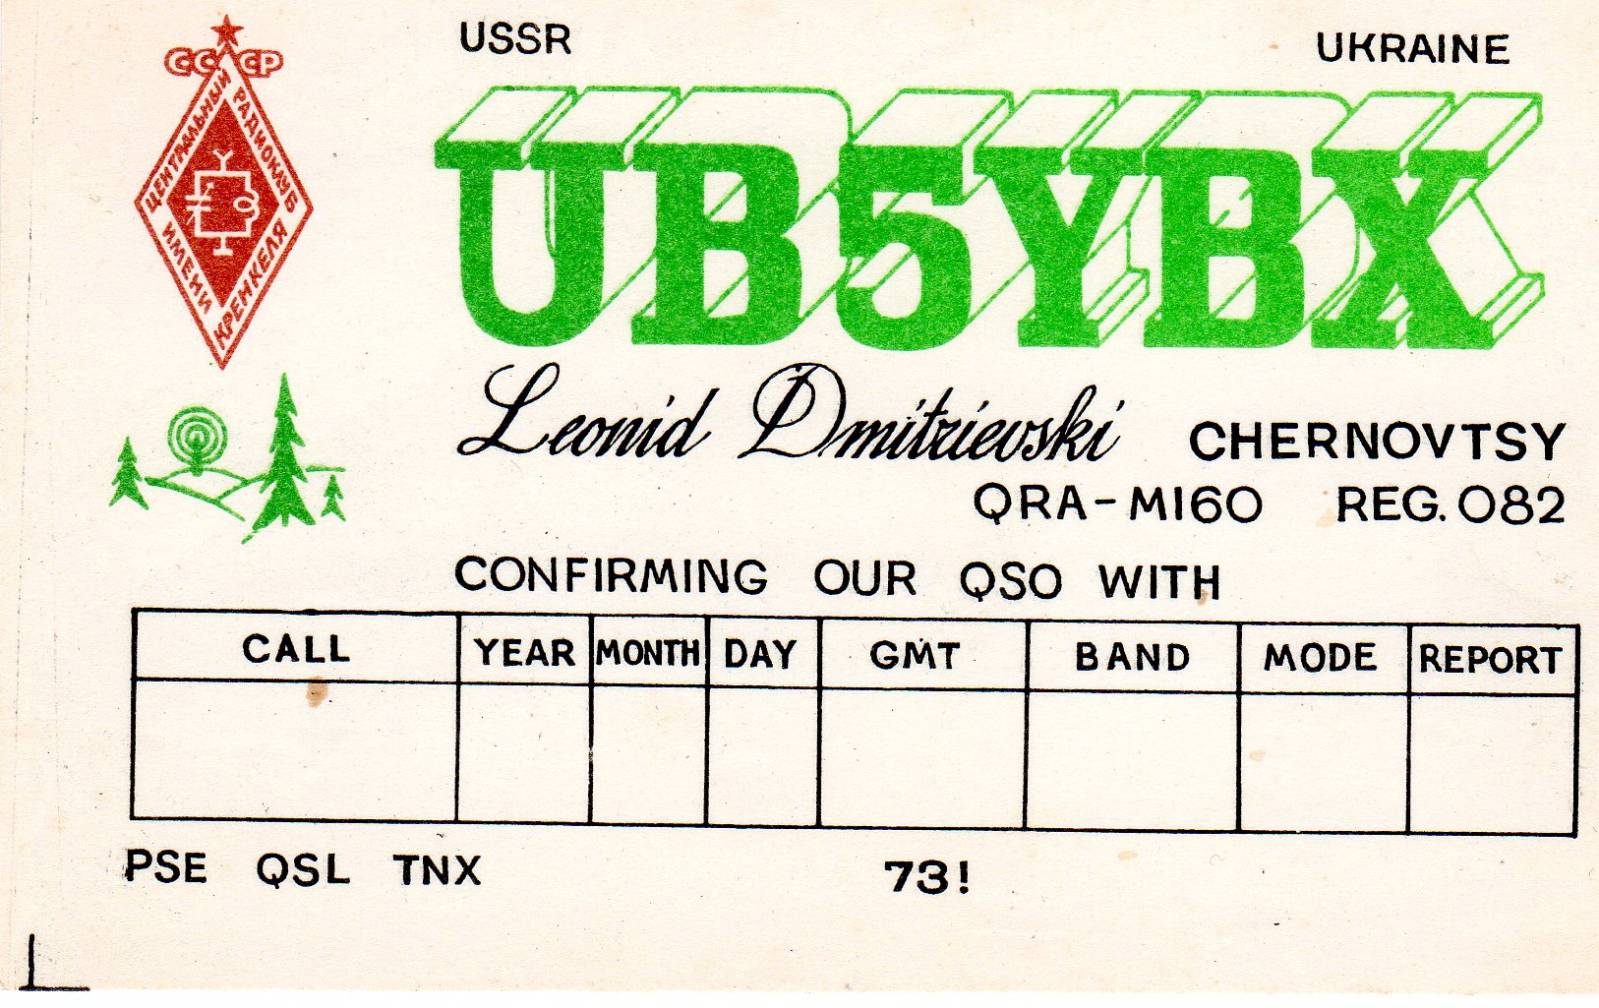 СССР
ЦЕНТРАЛЬНЫЙ РАДИОКЛУБ
ИМЕНИ КРЕНКЕЛЯ
USSR UKRAINE
UB5YBX
Leonid Dmitrievski CHERNOVTSY
QRA-MI60 REG. 082
CONFIRMING OUR QSO WITH
CALL YEAR MONTH DAY GMT BAND MODE REPORT
PSE QSL TNX 73!